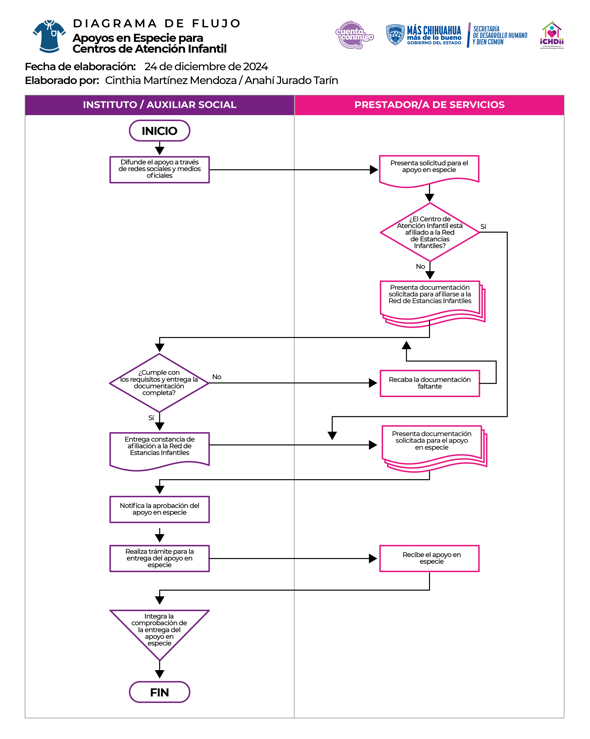 DIAGRAMA DE FLUJO
Apoyos en Especie para
Centros de Atención Infantil
cuenta
conmigo
MÁS CHIHUAHUA
más de lo bueno
GOBIERNO DEL ESTADO
SECRETARÍA
DE DESARROLLO HUMANO
Y BIEN COMÚN
iCHDii
Fecha de elaboración: 24 de diciembre de 2024
Elaborado por: Cinthia Martínez Mendoza / Anahí Jurado Tarín
INSTITUTO / AUXILIAR SOCIAL
PRESTADOR/A DE SERVICIOS
INICIO
Difunde el apoyo a través
de redes sociales y medios
oficiales
Presenta solicitud para el
apoyo en especie
¿El Centro de
Atención Infantil está
afiliado a la Red
de Estancias
Infantiles?
Sí
No
Presenta documentación
solicitada para afiliarse a la
Red de Estancias Infantiles
¿Cumple con
los requisitos y entrega la
documentación
completa?
No
Recaba la documentación
faltante
Sí
Entrega constancia de
afiliación a la Red de
Estancias Infantiles
Presenta documentación
solicitada para el apoyo
en especie
Notifica la aprobación del
apoyo en especie
Realiza trámite para la
entrega del apoyo en
especie
Recibe el apoyo en
especie
Integra la
comprobación de
la entrega del
apoyo en
especie
FIN